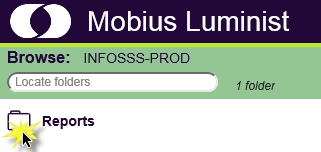 Mobius Luminist
Browse: INFOSSS-PROD
Locate folders
1 folder
Reports